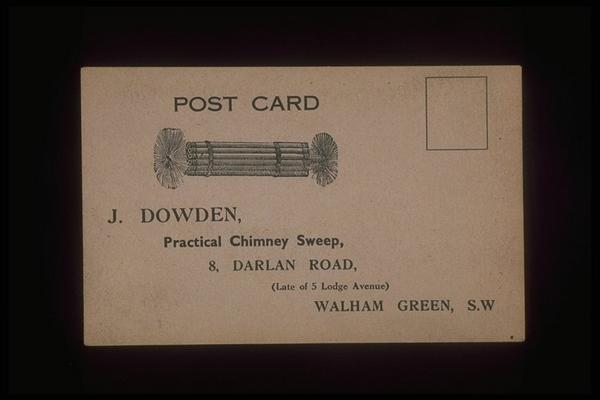 POST CARD
J. DOWDEN,
Practical Chimney Sweep,
8, DARLAN ROAD,
(Late of 5 Lodge Avenue)
WALHAM GREEN, S.W